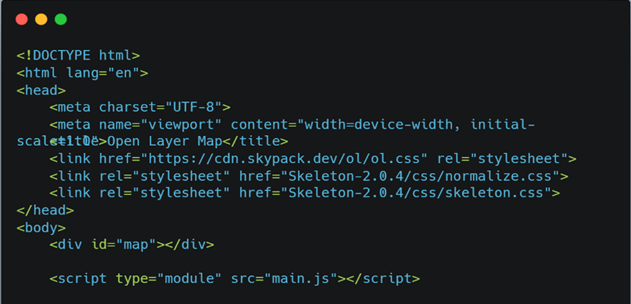 <!DOCTYPE html>
<html lang="en">
<head>
    <meta charset="UTF-8">
    <meta name="viewport" content="width=device-width, initial-
scale=1.0">
    <title> Open Layer Map</title>
    <link href="https://cdn.skypack.dev/ol/ol.css" rel="stylesheet">
    <link rel="stylesheet" href="Skeleton-2.0.4/css/normalize.css">
    <link rel="stylesheet" href="Skeleton-2.0.4/css/skeleton.css">
</head>
<body>
    <div id="map"></div>
    <script type="module" src="main.js"></script>